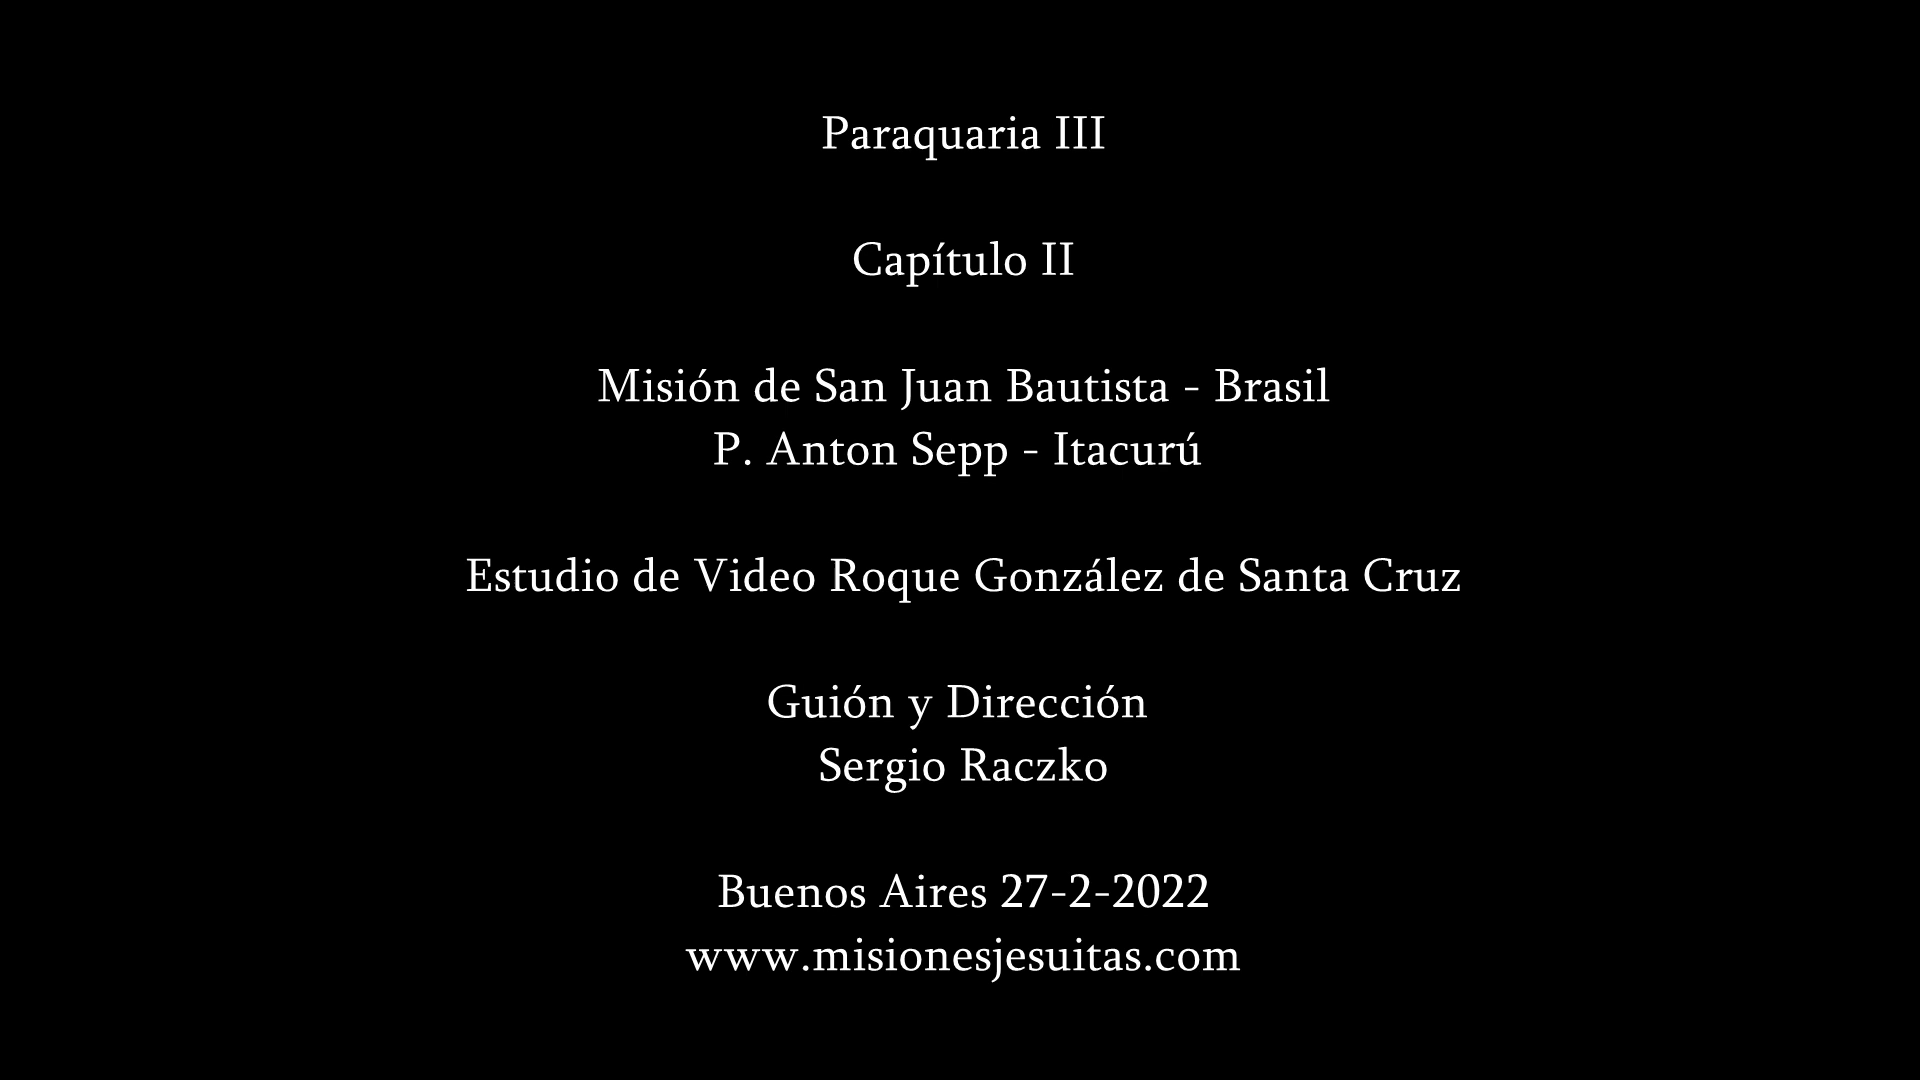 Paraquaria III
Capítulo II
Misión de San Juan Bautista - Brasil
P. Anton Sepp - Itacurú
Estudio de Video Roque González de Santa Cruz
Guión y Dirección
Sergio Raczko
Buenos Aires 27-2-2022
www.misionesjesuitas.com